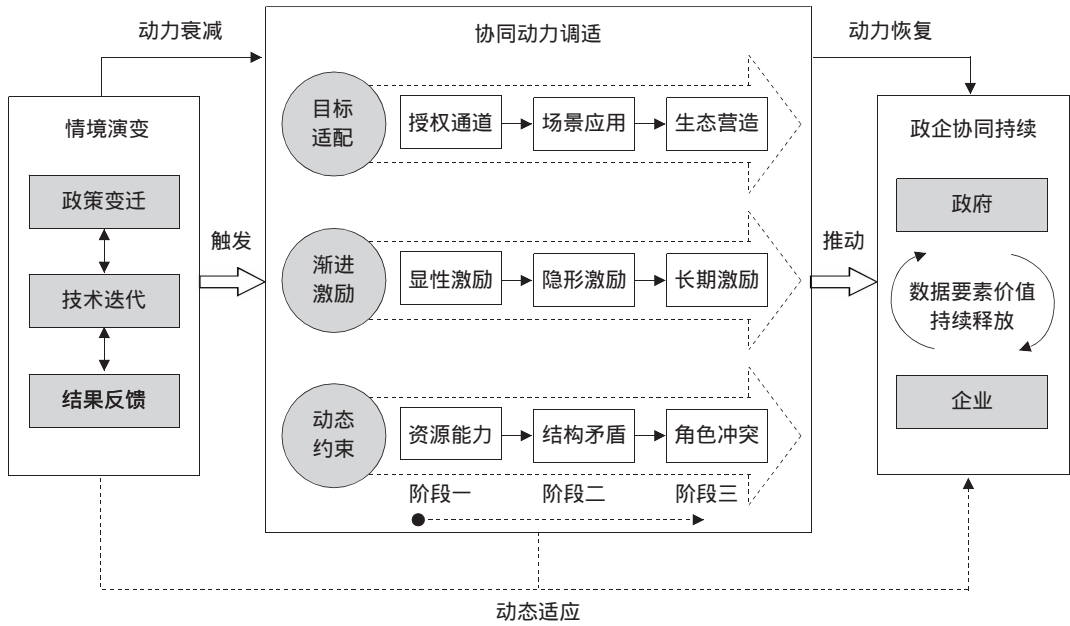 动力衰减
协同动力调适
动力恢复
情境演变
政策变迁
技术迭代
结果反馈
触发
目标
适配
授权通道
场景应用
生态营造
渐进
激励
显性激励
隐形激励
长期激励
动态
约束
资源能力
结构矛盾
角色冲突
阶段一
阶段二
阶段三
推动
政企协同持续
政府
数据要素价值
持续释放
企业
动态适应